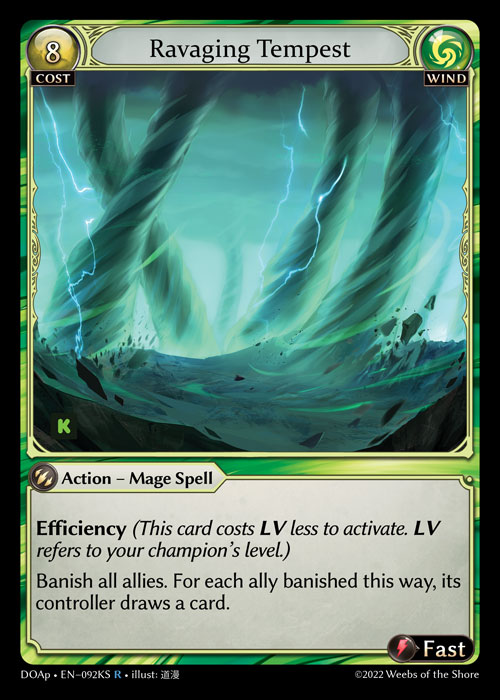 8
Ravaging Tempest
COST
WIND
K
Action – Mage Spell
Efficiency (This card costs LV less to activate. LV
refers to your champion's level.)
Banish all allies. For each ally banished this way, its
controller draws a card.
Fast
DOAp • EN–092KS R • illust: 道漫
©2022 Weebs of the Shore